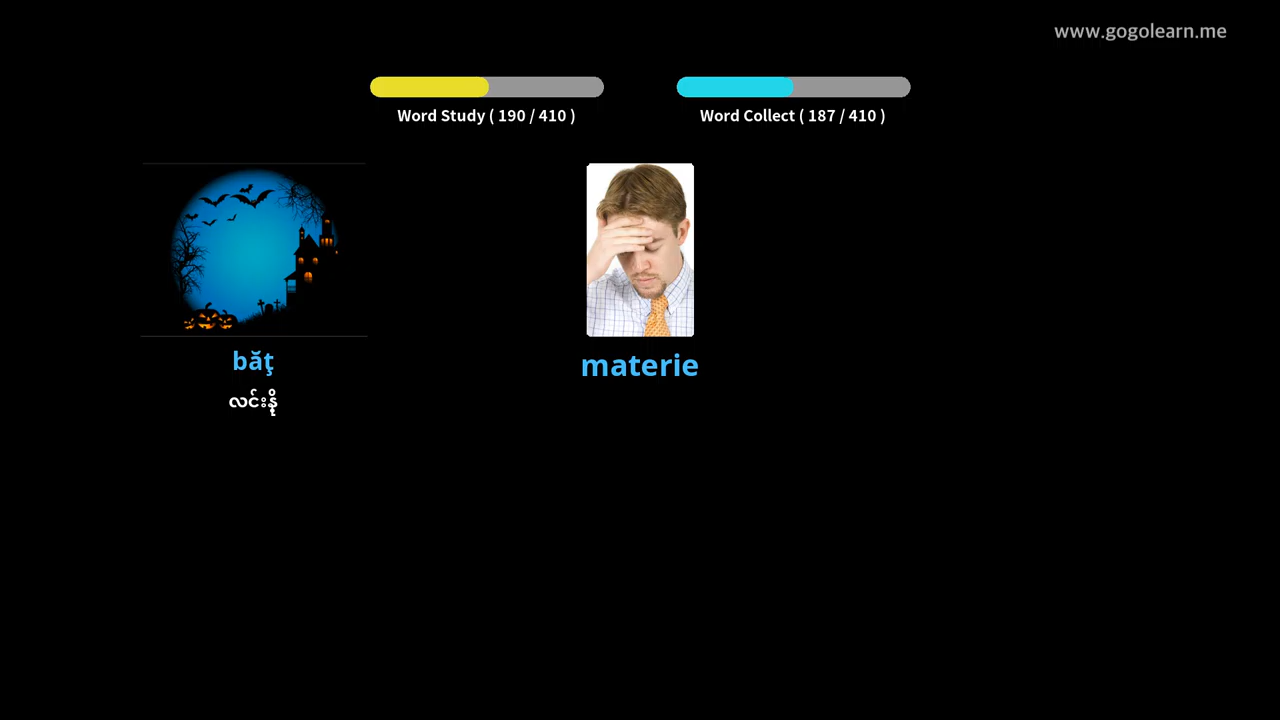 www.gogolearn.me
Word Study ( 190 / 410 )
Word Collect ( 187 / 410 )
băţ
လင်းနို့
materie